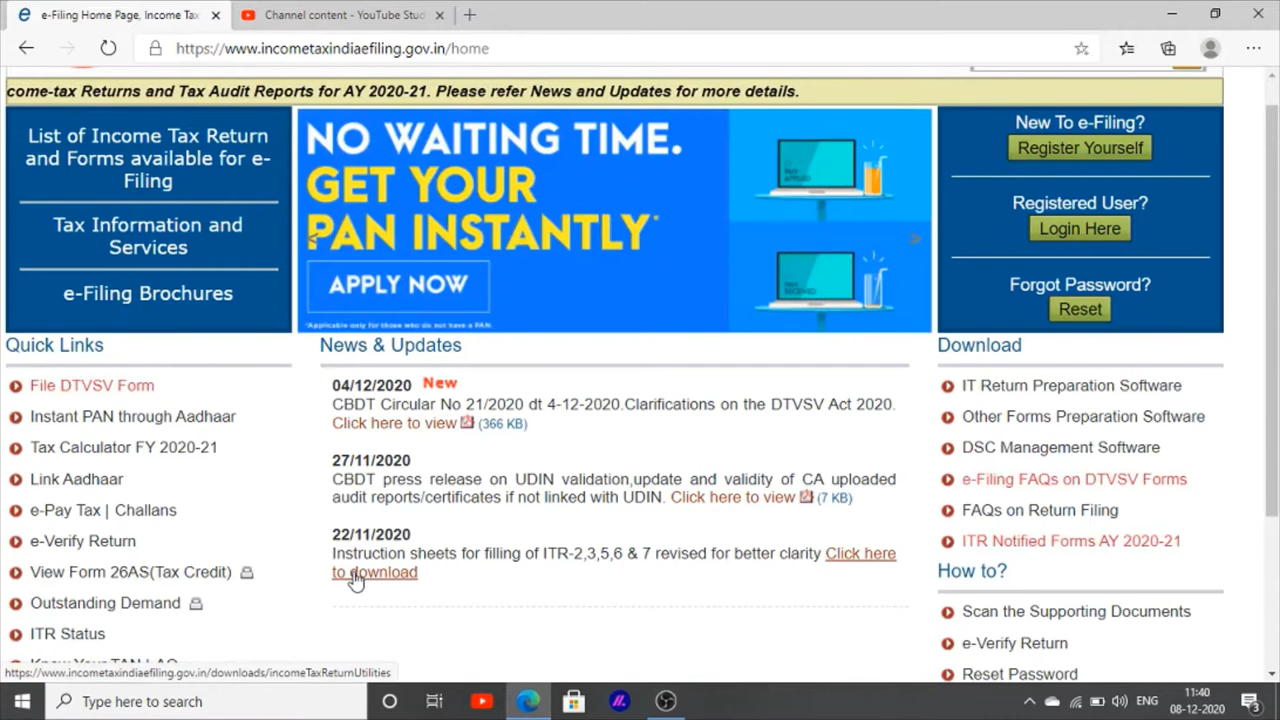 e-Filing Home Page, Income Tax
Channel content - YouTube Stud
https://www.incometaxindiaefiling.gov.in/home
come-tax Returns and Tax Audit Reports for AY 2020-21. Please refer News and Updates for more details.
List of Income Tax Return
and Forms available for e-
Filing
Tax Information and
Services
e-Filing Brochures
NO WAITING TIME.
GET YOUR
PAN INSTANTLY*
APPLY NOW
*Applicable only for those who do not have a PAN.
New To e-Filing?
Register Yourself
Registered User?
Login Here
Forgot Password?
Reset
Quick Links
File DTVSV Form
Instant PAN through Aadhaar
Tax Calculator FY 2020-21
Link Aadhaar
e-Pay Tax | Challans
e-Verify Return
View Form 26AS(Tax Credit)
Outstanding Demand
ITR Status
News & Updates
04/12/2020 New
CBDT Circular No 21/2020 dt 4-12-2020.Clarifications on the DTVSV Act 2020.
Click here to view (366 KB)
27/11/2020
CBDT press release on UDIN validation,update and validity of CA uploaded
audit reports/certificates if not linked with UDIN. Click here to view (7 KB)
22/11/2020
Instruction sheets for filling of ITR-2,3,5,6 & 7 revised for better clarity Click here
to download
Download
IT Return Preparation Software
Other Forms Preparation Software
DSC Management Software
e-Filing FAQs on DTVSV Forms
FAQs on Return Filing
ITR Notified Forms AY 2020-21
How to?
Scan the Supporting Documents
e-Verify Return
Reset Password
https://www.incometaxindiaefiling.gov.in/downloads/incomeTaxReturnUtilities
Type here to search
ENG
11:40
08-12-2020
3